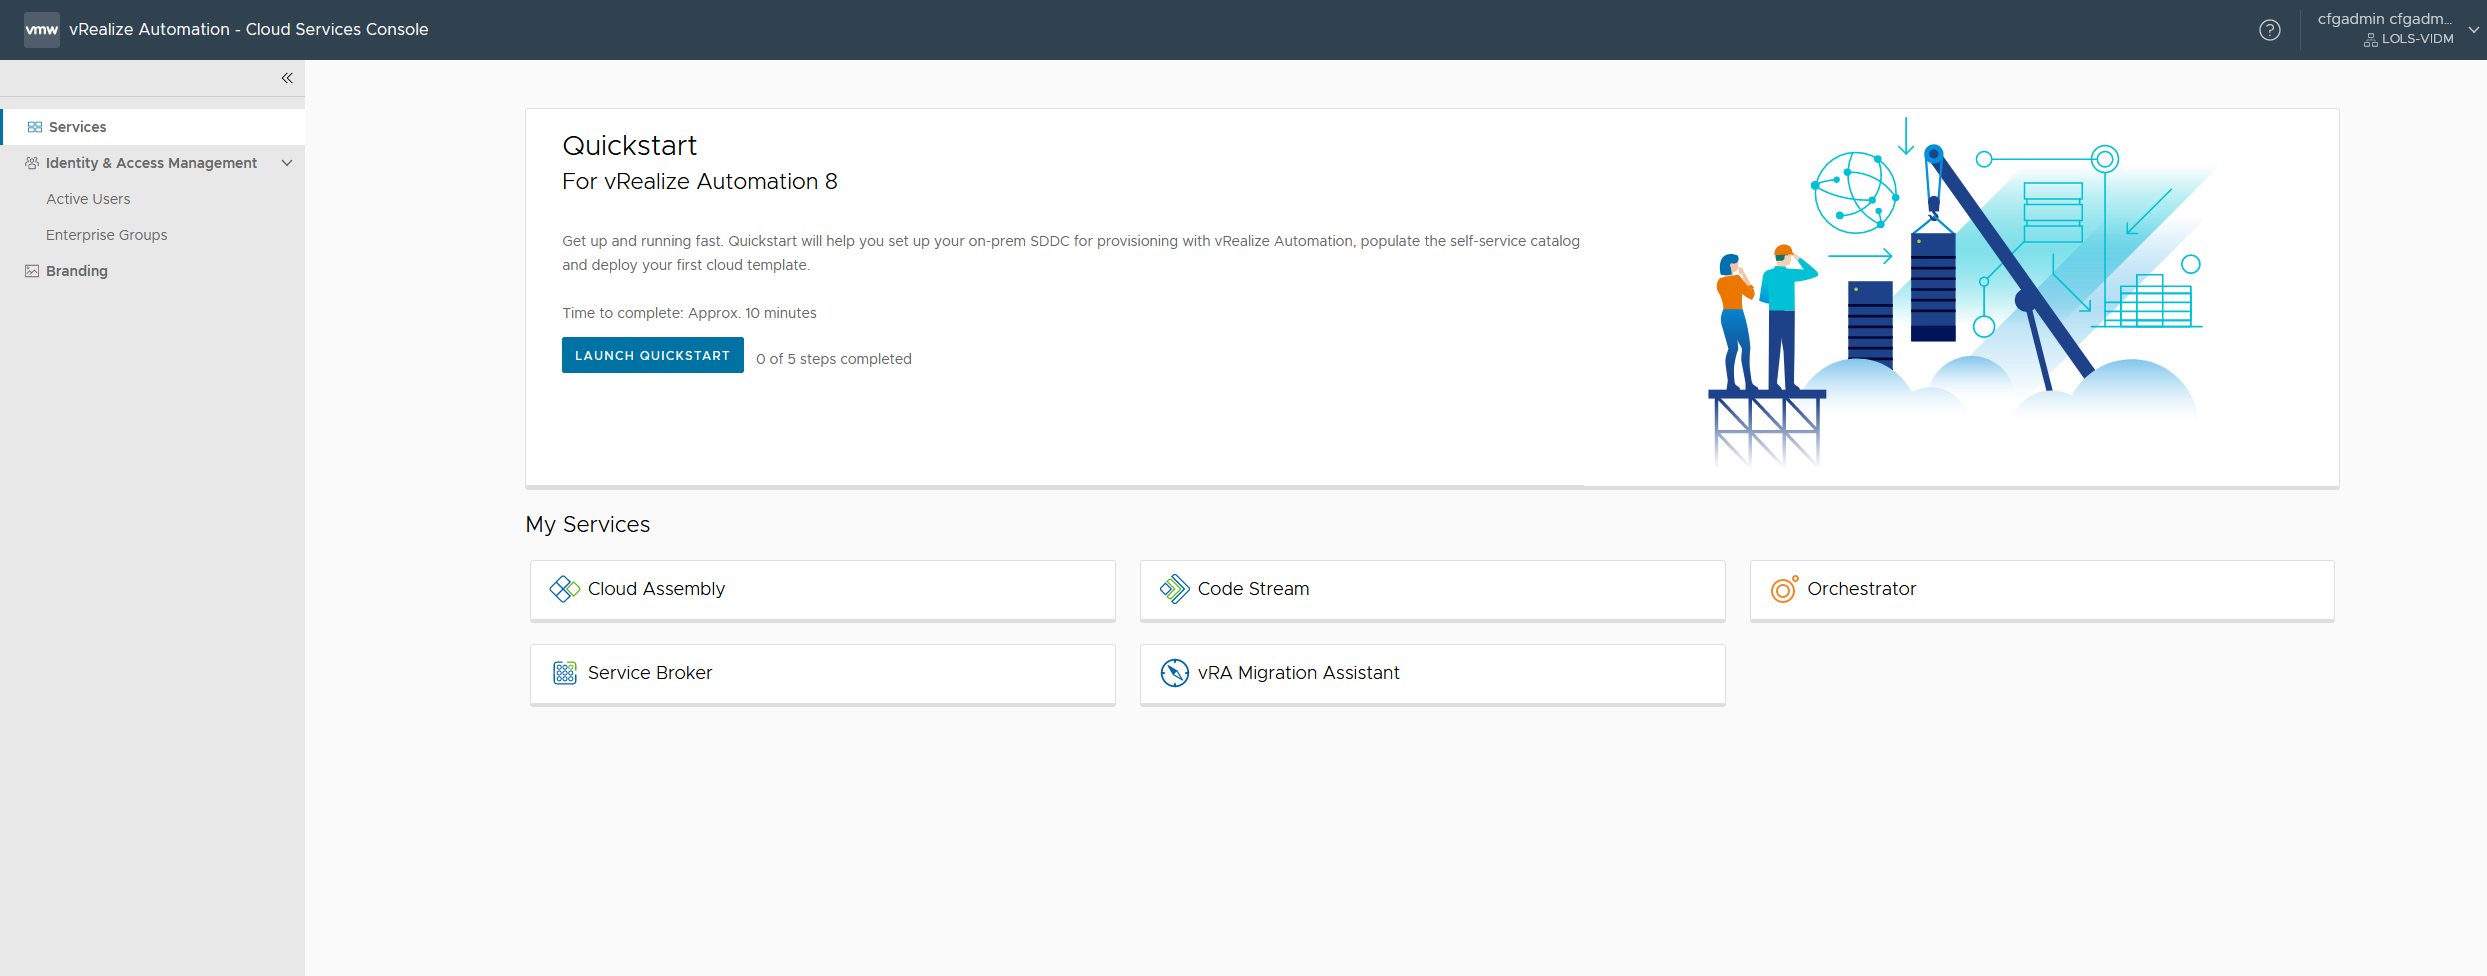 vmw vRealize Automation - Cloud Services Console
cfgadmin cfgadm...
LOLS-VIDM
Services
Identity & Access Management
Active Users
Enterprise Groups
Branding
Quickstart
For vRealize Automation 8
Get up and running fast. Quickstart will help you set up your on-prem SDDC for provisioning with vRealize Automation, populate the self-service catalog
and deploy your first cloud template.
Time to complete: Approx. 10 minutes
LAUNCH QUICKSTART 0 of 5 steps completed
My Services
Cloud Assembly
Code Stream
Orchestrator
Service Broker
vRA Migration Assistant